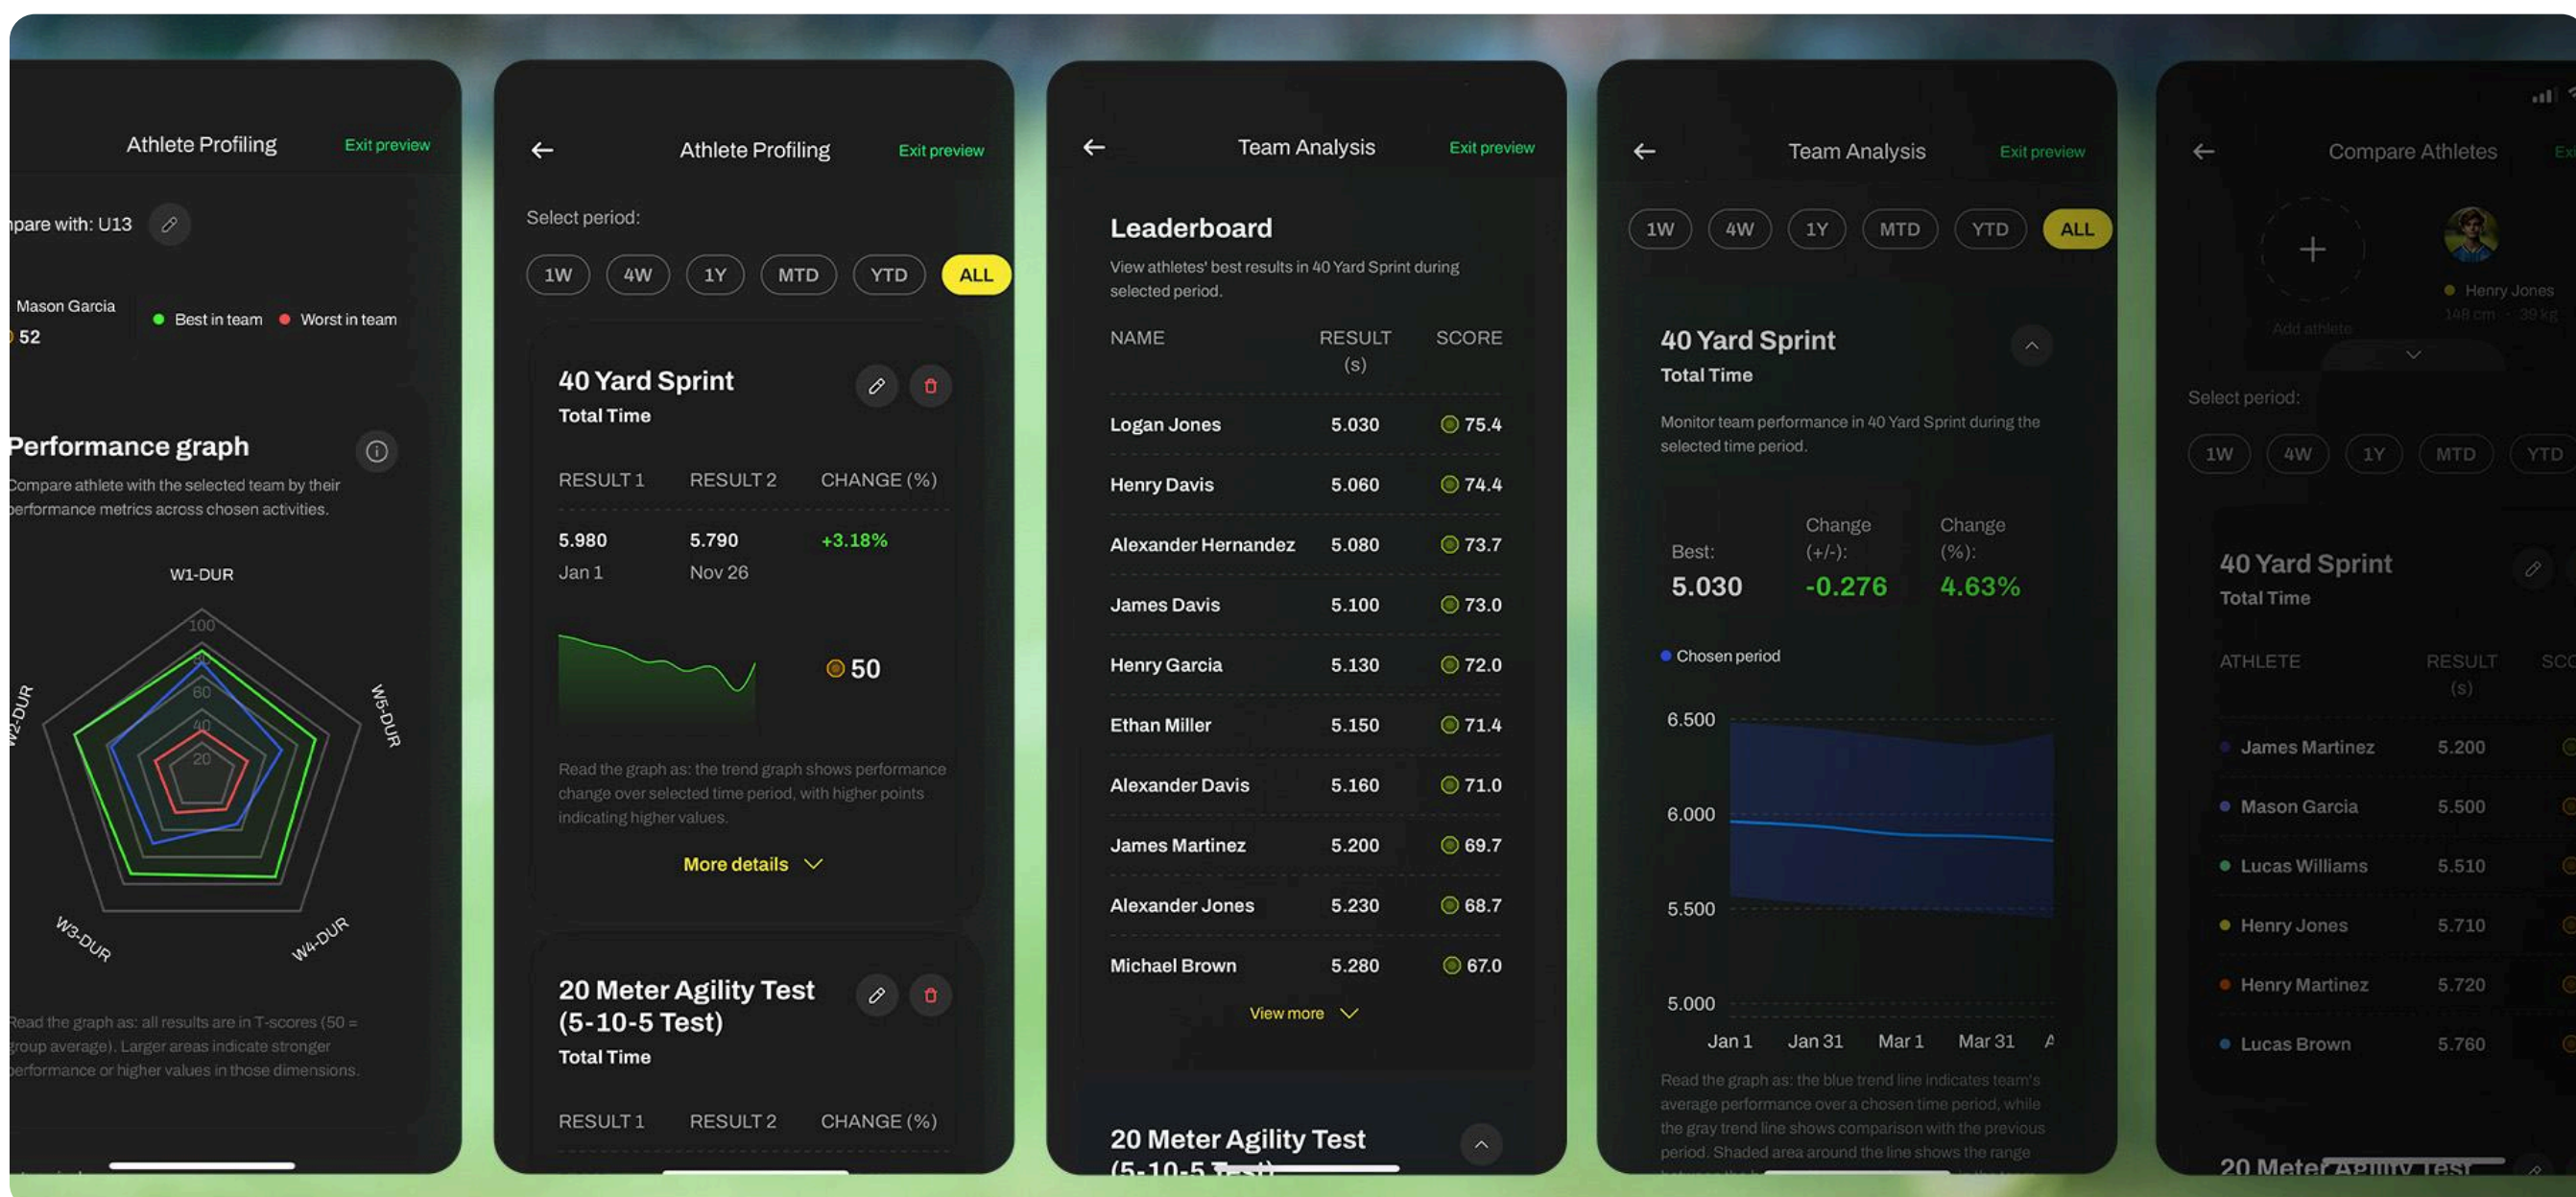 Athlete Profiling
Exit preview
with: U13
Mason Garcia
52
Best in team
Worst in team
Performance graph
Compare athlete with the selected team by their
performance metrics across chosen activities.
W1-DUR
100
80
60
40
20
W2-DUR
W5-DUR
W3-DUR
W4-DUR
Read the graph as: all results are in T-scores (50 =
group average). Larger areas indicate stronger
performance or higher values in those dimensions.
Athlete Profiling
Exit preview
Select period:
1W 4W 1Y MTD YTD ALL
40 Yard Sprint
Total Time
RESULT 1 RESULT 2 CHANGE (%)
5.980 5.790 +3.18%
Jan 1 Nov 26
50
Read the graph as: the trend graph shows performance
change over selected time period, with higher points
indicating higher values.
More details
20 Meter Agility Test
(5-10-5 Test)
Total Time
RESULT 1 RESULT 2 CHANGE (%)
Team Analysis
Exit preview
Leaderboard
View athletes' best results in 40 Yard Sprint during
selected period.
NAME RESULT SCORE
(s)
Logan Jones 5.030 75.4
Henry Davis 5.060 74.4
Alexander Hernandez 5.080 73.7
James Davis 5.100 73.0
Henry Garcia 5.130 72.0
Ethan Miller 5.150 71.4
Alexander Davis 5.160 71.0
James Martinez 5.200 69.7
Alexander Jones 5.230 68.7
Michael Brown 5.280 67.0
View more
20 Meter Agility Test
(5-10-5 Test)
Team Analysis
Exit preview
1W 4W 1Y MTD YTD ALL
40 Yard Sprint
Total Time
Monitor team performance in 40 Yard Sprint during the
selected time period.
Best:
5.030
Change
(+/-):
-0.276
Change
(%):
4.63%
Chosen period
6.500
6.000
5.500
5.000
Jan 1 Jan 31 Mar 1 Mar 31 A
Read the graph as: the blue trend line indicates team's
average performance over a chosen time period, while
the gray trend line shows comparison with the previous
period. Shaded area around the line shows the range
Compare Athletes
Add athlete
Henry Jones
148 cm · 39 kg
Select period:
1W 4W 1Y MTD YTD
40 Yard Sprint
Total Time
ATHLETE RESULT
(s)
James Martinez 5.200
Mason Garcia 5.500
Lucas Williams 5.510
Henry Jones 5.710
Henry Martinez 5.720
Lucas Brown 5.760
20 Meter Agility Test